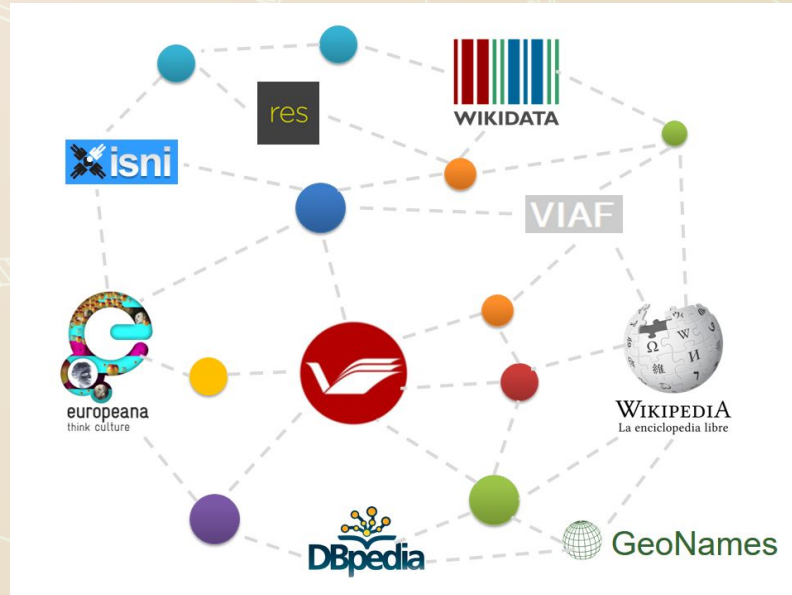 res
WIKIDATA
isni
VIAF
europeana
think culture
WIKIPEDIA
La enciclopedia libre
DBpedia
GeoNames